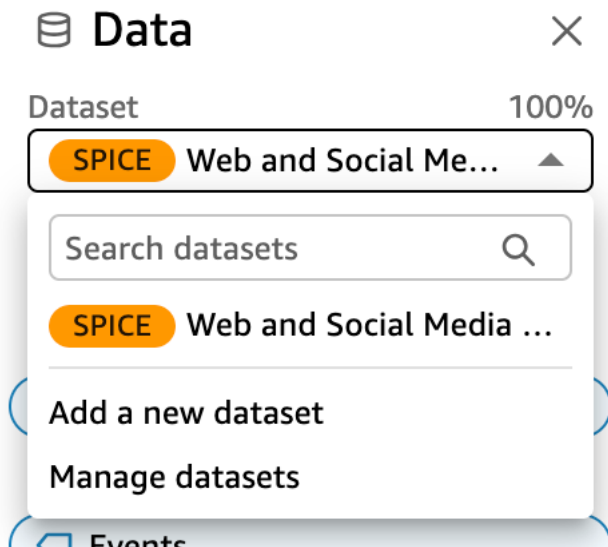 Data
Dataset 100%
SPICE Web and Social Me...
Search datasets
SPICE Web and Social Media ...
Add a new dataset
Manage datasets
Events